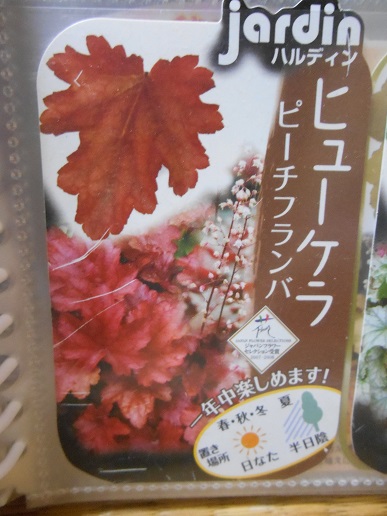 jardin
ハルディン
ヒューケラ
ピーチフランバ
ジャパンフラワー
セレクション受賞
一年中楽しめます!
春・秋・冬 夏
置き場所
日なた 半日陰